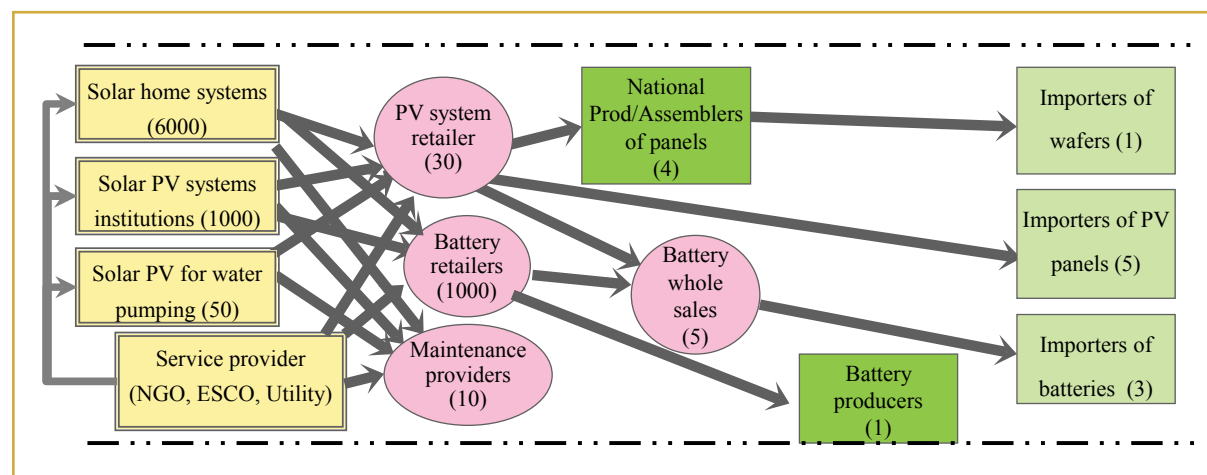 Solar home systems
(6000)
Solar PV systems
institutions (1000)
Solar PV for water
pumping (50)
Service provider
(NGO, ESCO, Utility)
PV system
retailer
(30)
Battery
retailers
(1000)
Maintenance
providers
(10)
National
Prod/Assemblers
of panels
(4)
Battery
whole
sales
(5)
Battery
producers
(1)
Importers of
wafers (1)
Importers of PV
panels (5)
Importers of
batteries (3)